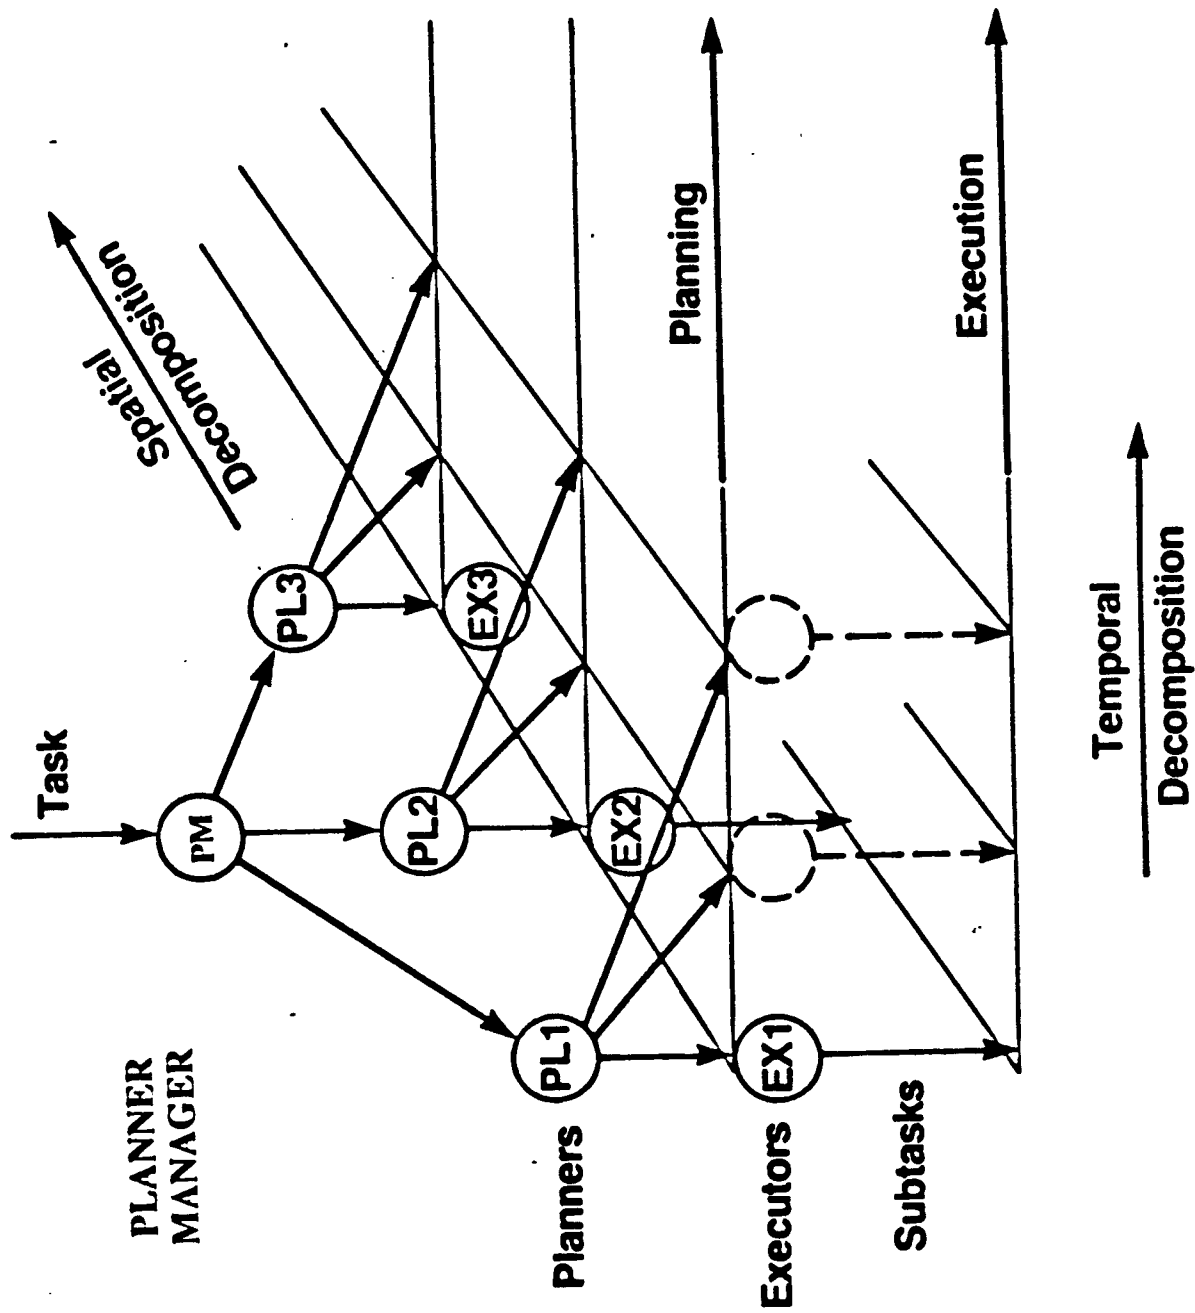 Task
PLANNER
MANAGER
PM
Spatial
Decomposition
Planners
PL1
PL2
PL3
Planning
Executors
EX1
EX2
EX3
Subtasks
Execution
Temporal
Decomposition